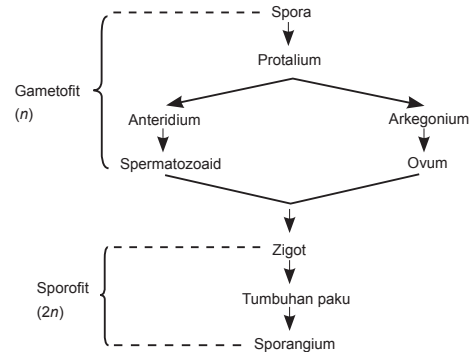 Spora
Protalium
Gametofit
(n)
Anteridium
Arkegonium
Spermatozoaid
Ovum
Zigot
Sporofit
(2n)
Tumbuhan paku
Sporangium